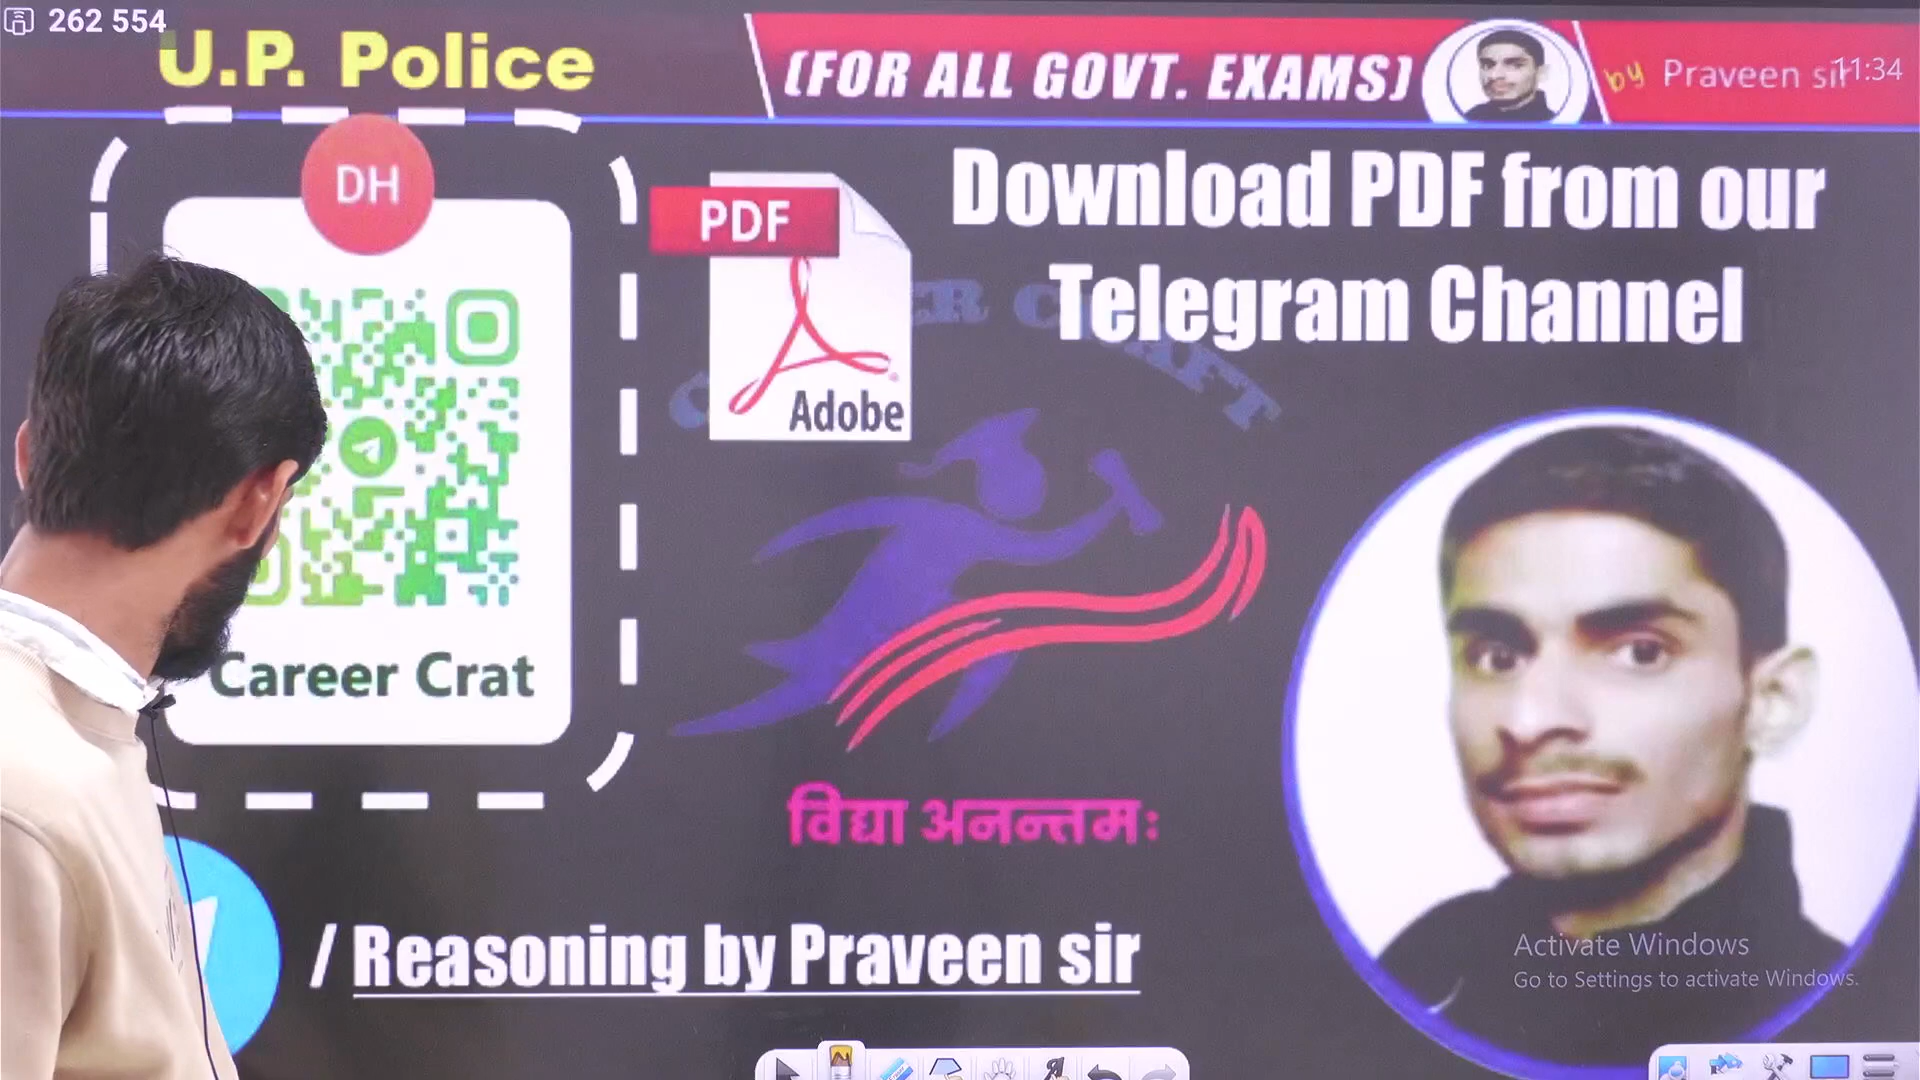 262 554
U.P. Police
(FOR ALL GOVT. EXAMS)
by Praveen sir
11:34
DH
PDF
Adobe
Download PDF from our
Telegram Channel
Career Crat
विद्या अनन्तमः
/ Reasoning by Praveen sir
Activate Windows
Go to Settings to activate Windows.